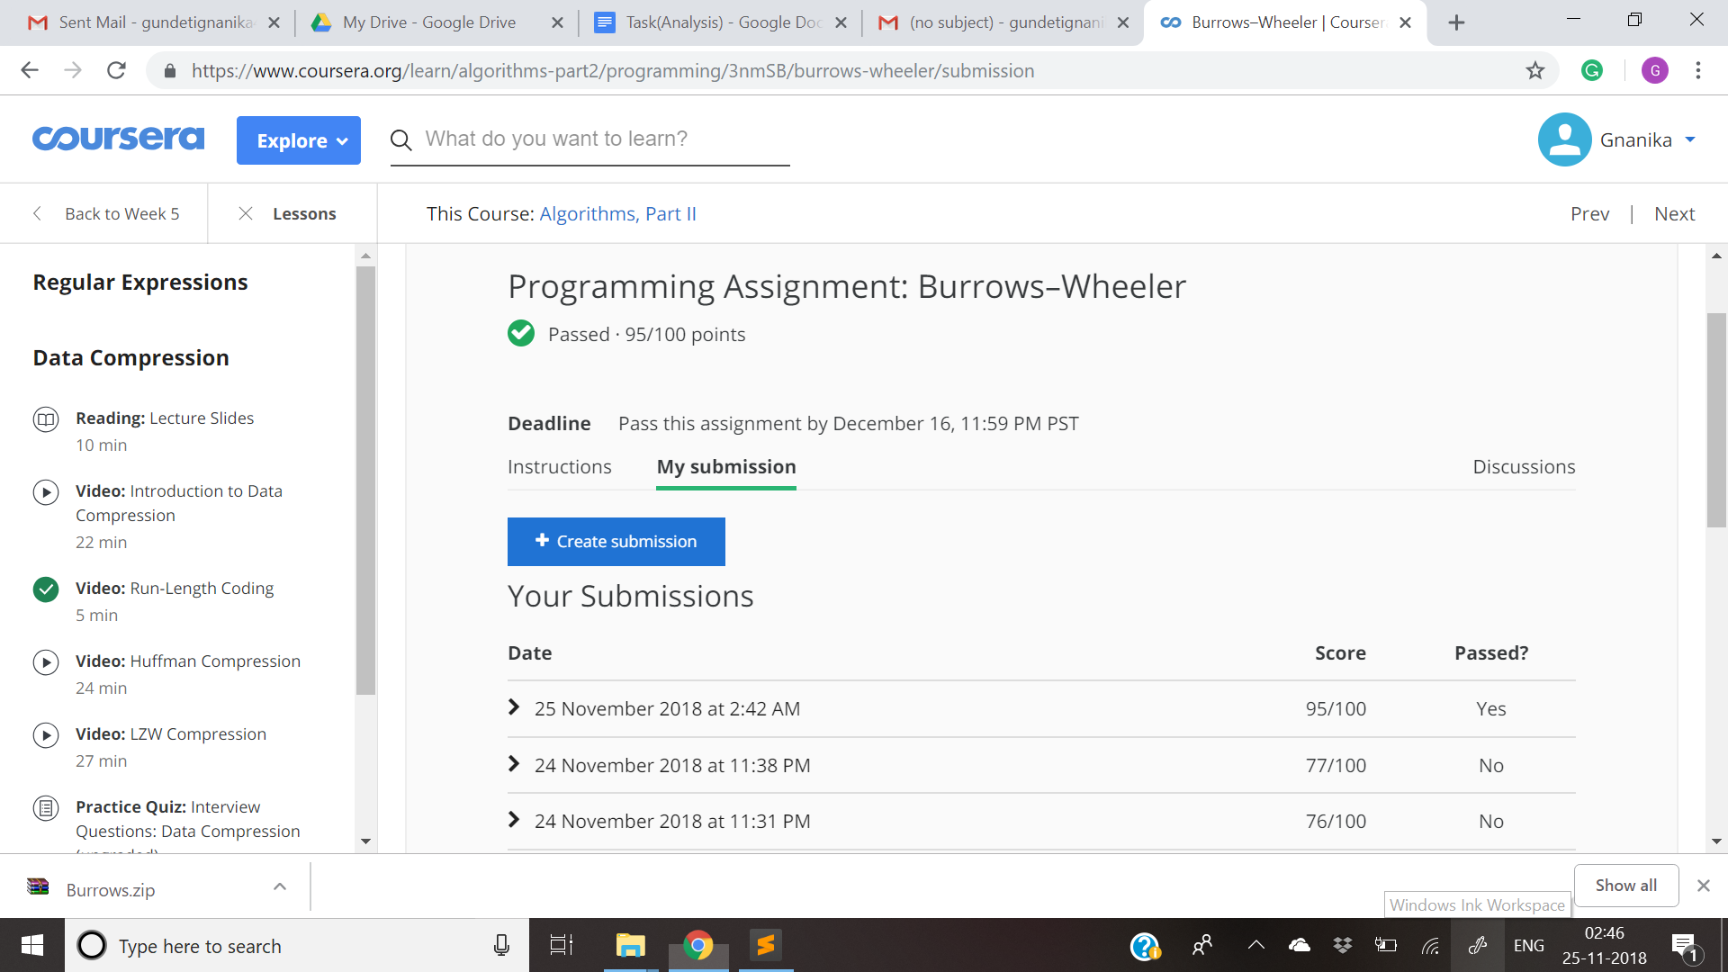 Sent Mail - gundetignanika
My Drive - Google Drive
Task(Analysis) - Google Doc
(no subject) - gundetignani
Burrows–Wheeler | Courser
https://www.coursera.org/learn/algorithms-part2/programming/3nmSB/burrows-wheeler/submission
G
G
coursera
Explore
What do you want to learn?
Gnanika
Back to Week 5
Lessons
This Course: Algorithms, Part II
Prev | Next
Regular Expressions
Data Compression
Reading: Lecture Slides
10 min
Video: Introduction to Data
Compression
22 min
Video: Run-Length Coding
5 min
Video: Huffman Compression
24 min
Video: LZW Compression
27 min
Practice Quiz: Interview
Questions: Data Compression
(ungraded)
Programming Assignment: Burrows–Wheeler
Passed · 95/100 points
Deadline Pass this assignment by December 16, 11:59 PM PST
Instructions
My submission
Discussions
+ Create submission
Your Submissions
Date Score Passed?
25 November 2018 at 2:42 AM 95/100 Yes
24 November 2018 at 11:38 PM 77/100 No
24 November 2018 at 11:31 PM 76/100 No
Burrows.zip
Show all
Windows Ink Workspace
Type here to search
ENG
02:46
25-11-2018
1